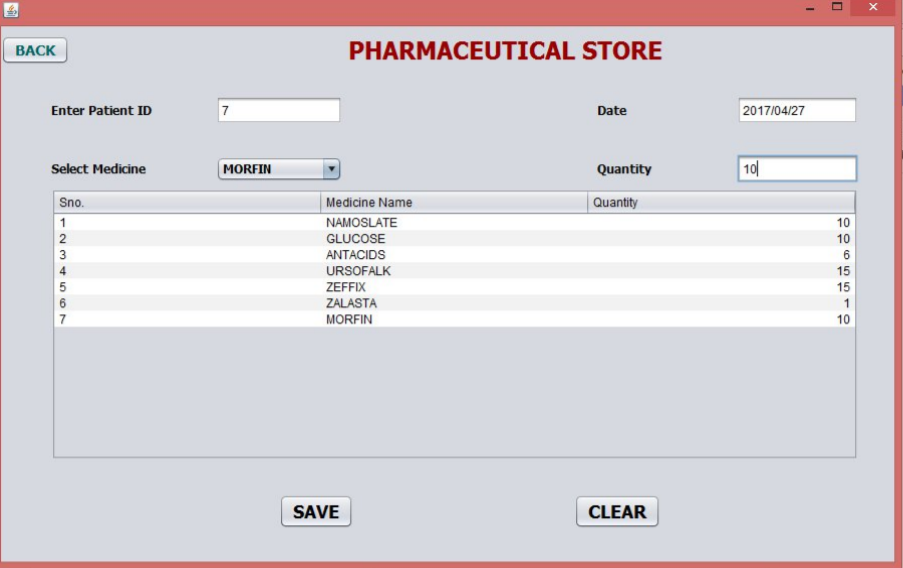 BACK
PHARMACEUTICAL STORE
Enter Patient ID 7 Date 2017/04/27
Select Medicine MORFIN Quantity 10
Sno. Medicine Name Quantity
1 NAMOSLATE 10
2 GLUCOSE 10
3 ANTACIDS 6
4 URSOFALK 15
5 ZEFFIX 15
6 ZALASTA 1
7 MORFIN 10
SAVE CLEAR